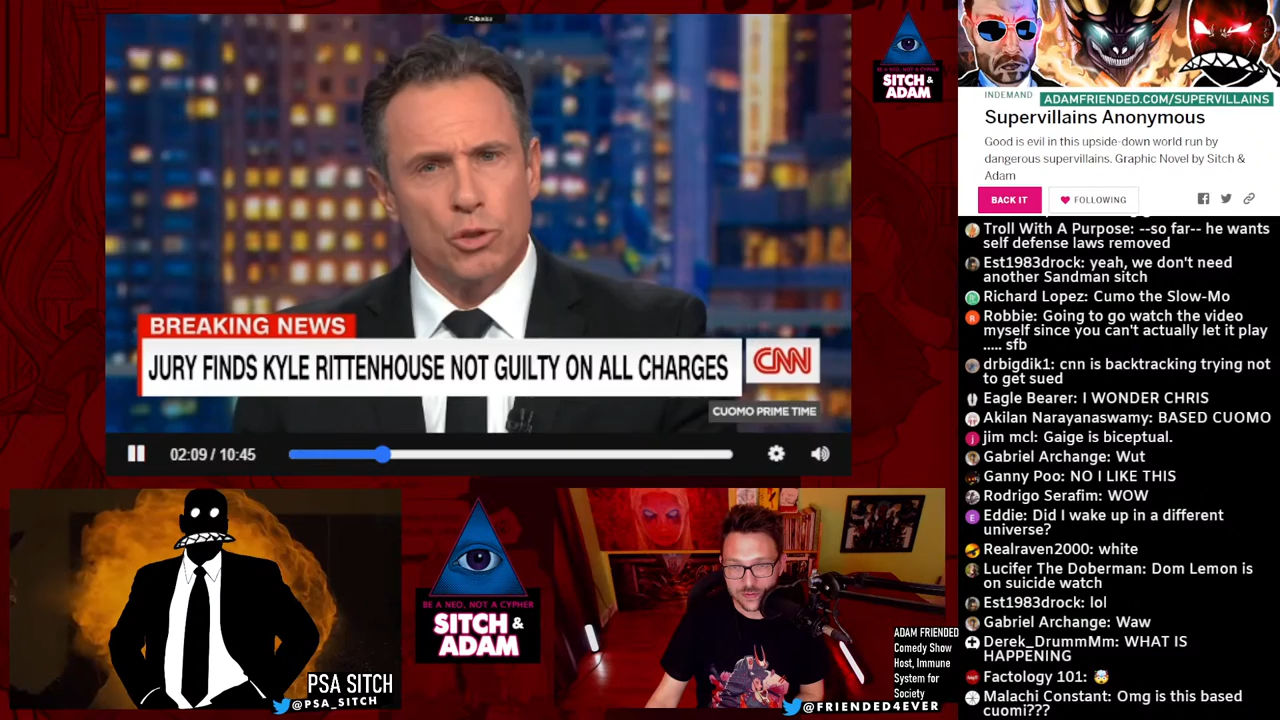 BREAKING NEWS
JURY FINDS KYLE RITTENHOUSE NOT GUILTY ON ALL CHARGES
CNN
CUOMO PRIME TIME
02:09 / 10:45
BE A NEO, NOT A CYPHER
SITCH &
ADAM
INDEMAND
ADAMFRIENDED.COM/SUPERVILLAINS
Supervillains Anonymous
Good is evil in this upside-down world run by
dangerous supervillains. Graphic Novel by Sitch &
Adam
BACK IT
FOLLOWING
Troll With A Purpose: --so far-- he wants
self defense laws removed
Est1983drock: yeah, we don't need
another Sandman sitch
Richard Lopez: Cumo the Slow-Mo
Robbie: Going to go watch the video
myself since you can't actually let it play
..... sfb
drbigdik1: cnn is backtracking trying not
to get sued
Eagle Bearer: I WONDER CHRIS
Akilan Narayanaswamy: BASED CUOMO
jim mcl: Gaige is biceptual.
Gabriel Archange: Wut
Ganny Poo: NO I LIKE THIS
Rodrigo Serafim: WOW
Eddie: Did I wake up in a different
universe?
Realraven2000: white
Lucifer The Doberman: Dom Lemon is
on suicide watch
Est1983drock: lol
Gabriel Archange: Waw
Derek_DrummMm: WHAT IS
HAPPENING
Factology 101: 🤯
Malachi Constant: Omg is this based
cuomi???
PSA SITCH
@PSA_SITCH
BE A NEO, NOT A CYPHER
SITCH &
ADAM
ADAM FRIENDED
Comedy Show
Host, Immune
System for
Society
@FRIENDED4EVER